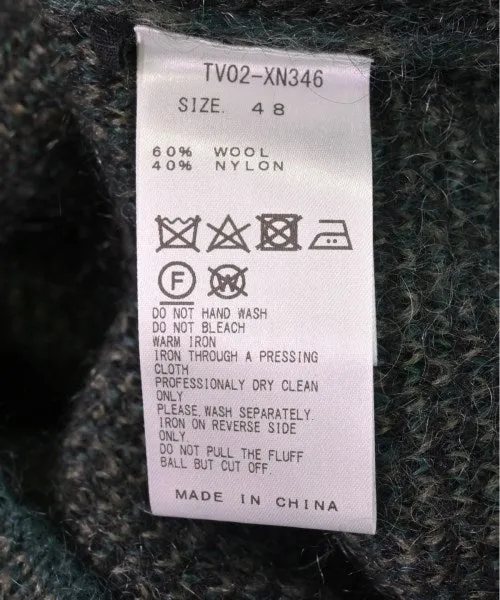 TV02-XN346
SIZE. 48
60% WOOL
40% NYLON
F W
DO NOT HAND WASH
DO NOT BLEACH
WARM IRON
IRON THROUGH A PRESSING
CLOTH
PROFESSIONALY DRY CLEAN
ONLY
PLEASE WASH SEPARATELY
IRON ON REVERSE SIDE
ONLY
DO NOT PULL THE FLUFF
BALL BUT CUT OFF.
MADE IN CHINA